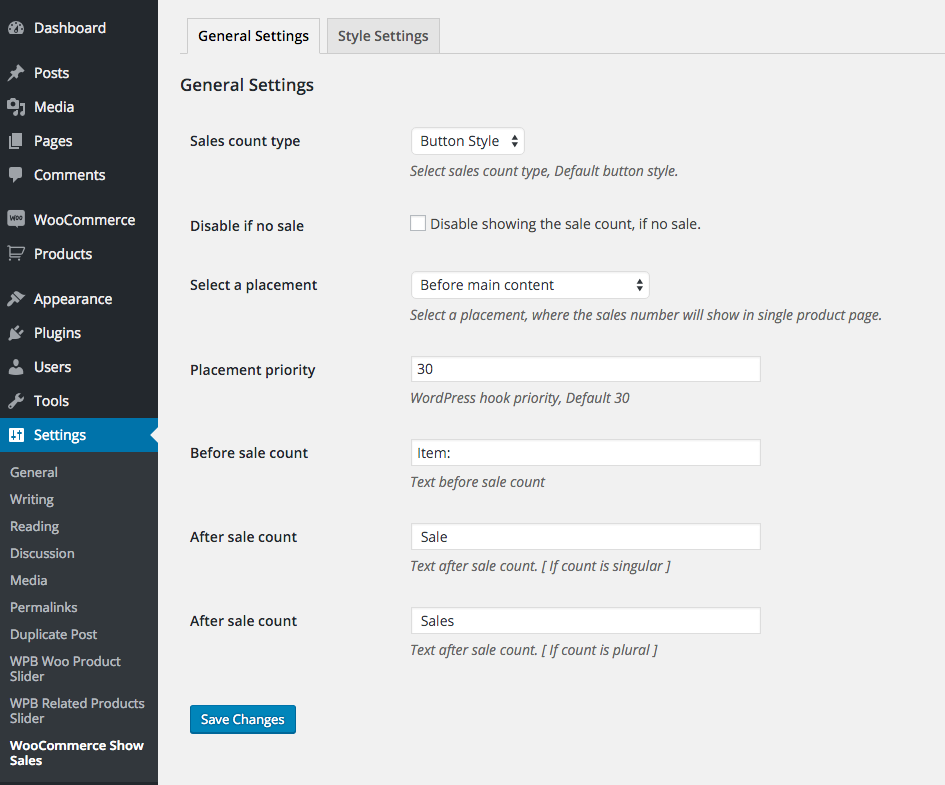 Dashboard
Posts
Media
Pages
Comments
WOO
WooCommerce
Products
Appearance
Plugins
Users
Tools
Settings
General
Writing
Reading
Discussion
Media
Permalinks
Duplicate Post
WPB Woo Product
Slider
WPB Related Products
Slider
WooCommerce Show
Sales
General Settings
Style Settings
General Settings
Sales count type
Button Style
Select sales count type, Default button style.
Disable if no sale
Disable showing the sale count, if no sale.
Select a placement
Before main content
Select a placement, where the sales number will show in single product page.
Placement priority
30
WordPress hook priority, Default 30
Before sale count
Item:
Text before sale count
After sale count
Sale
Text after sale count. [ If count is singular ]
After sale count
Sales
Text after sale count. [ If count is plural ]
Save Changes